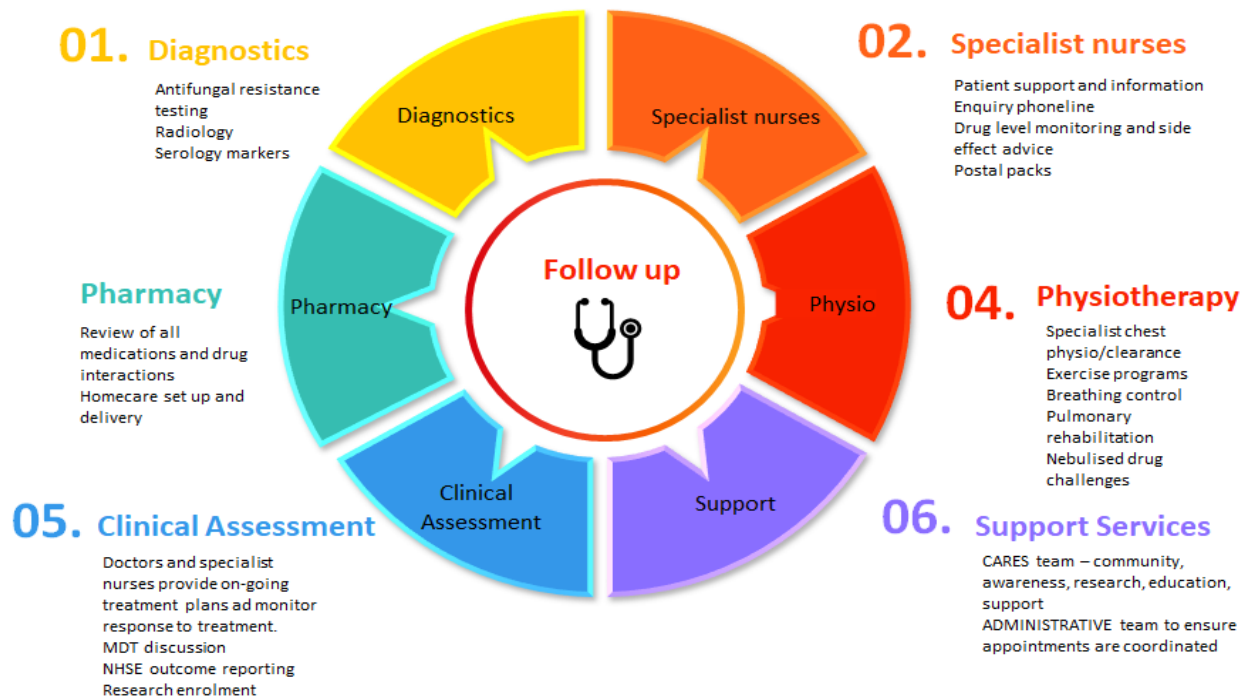 01. Diagnostics
Antifungal resistance
testing
Radiology
Serology markers
02. Specialist nurses
Patient support and information
Enquiry phoneline
Drug level monitoring and side
effect advice
Postal packs
Diagnostics
Specialist nurses
Pharmacy
Review of all
medications and drug
interactions
Homecare set up and
delivery
Pharmacy
Follow up
Physio
04. Physiotherapy
Specialist chest
physio/clearance
Exercise programs
Breathing control
Pulmonary
rehabilitation
Nebulised drug
challenges
Clinical
Assessment
Support
05. Clinical Assessment
Doctors and specialist
nurses provide on-going
treatment plans ad monitor
response to treatment.
MDT discussion
NHSE outcome reporting
Research enrolment
06. Support Services
CARES team – community,
awareness, research, education,
support
ADMINISTRATIVE team to ensure
appointments are coordinated